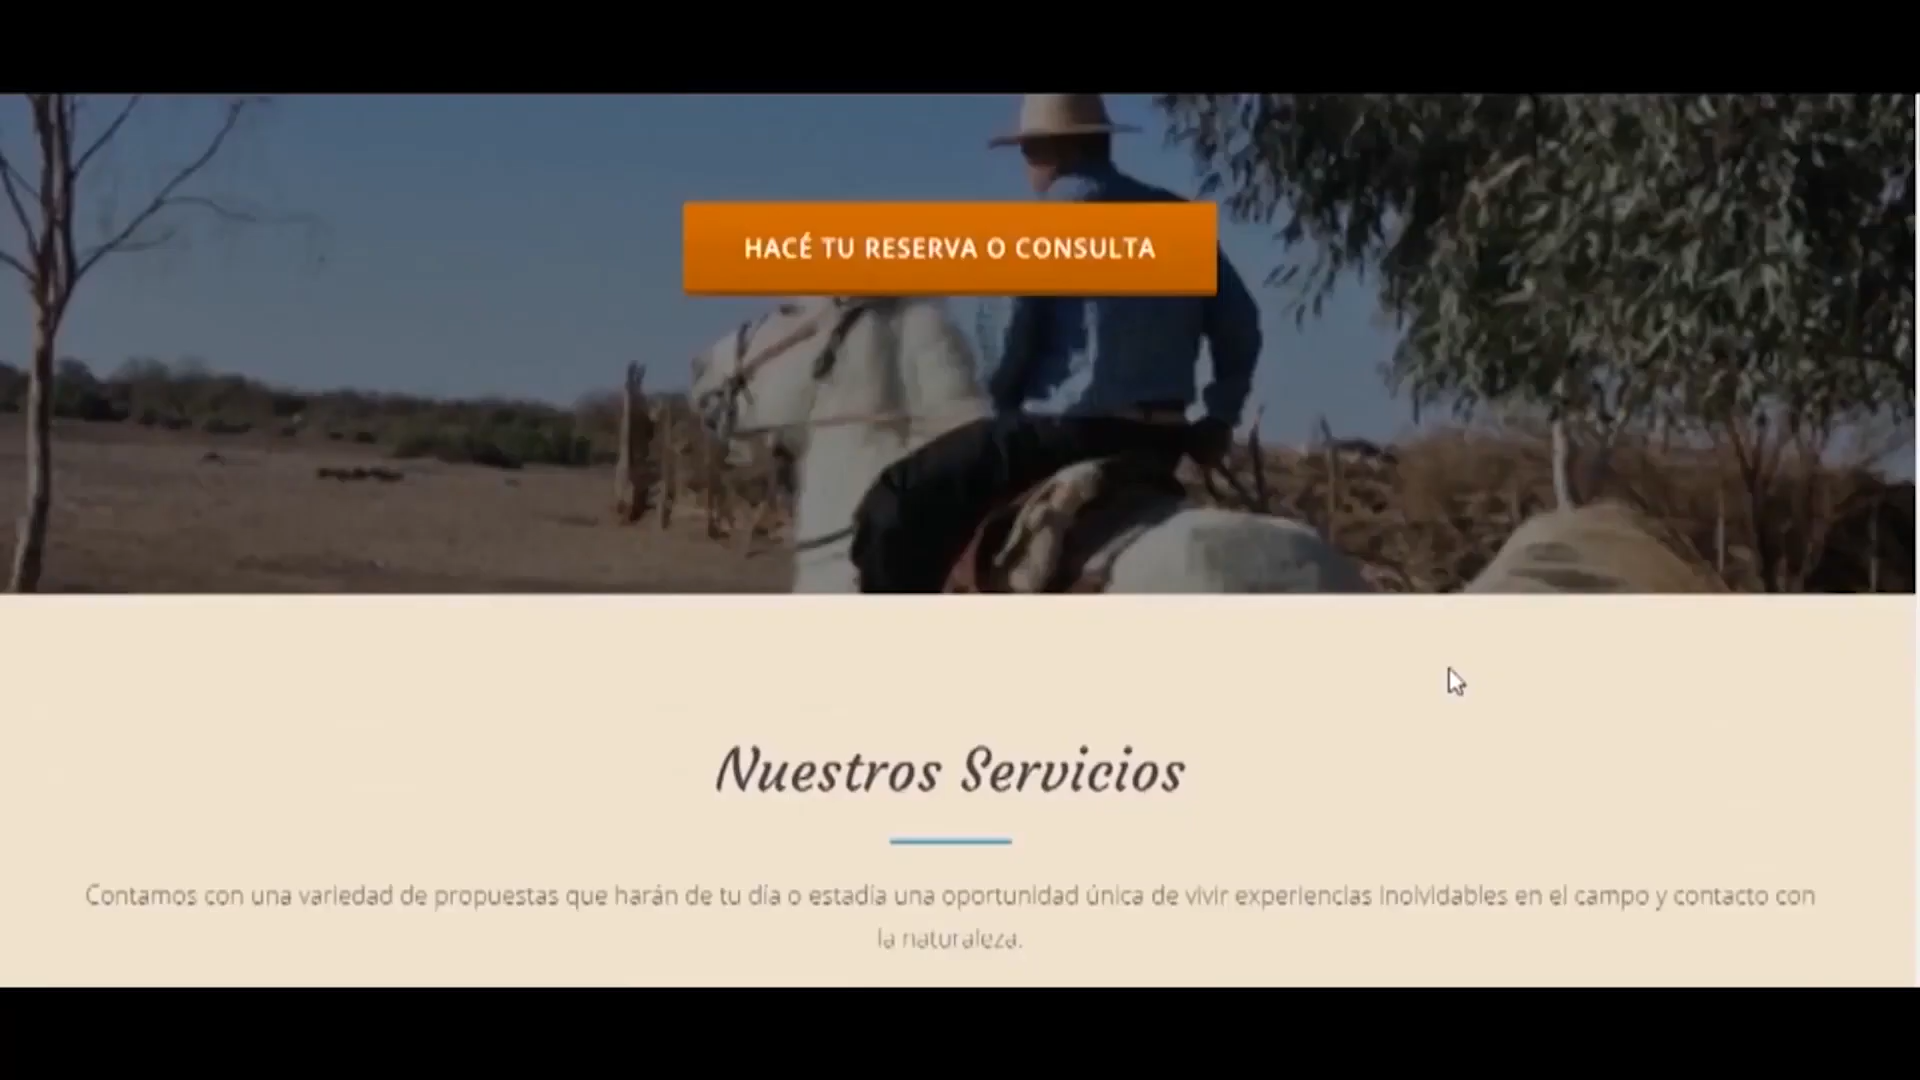 HACÉ TU RESERVA O CONSULTA
Nuestros Servicios
Contamos con una variedad de propuestas que harán de tu día o estadía una oportunidad única de vivir experiencias inolvidables en el campo y contacto con
la naturaleza.